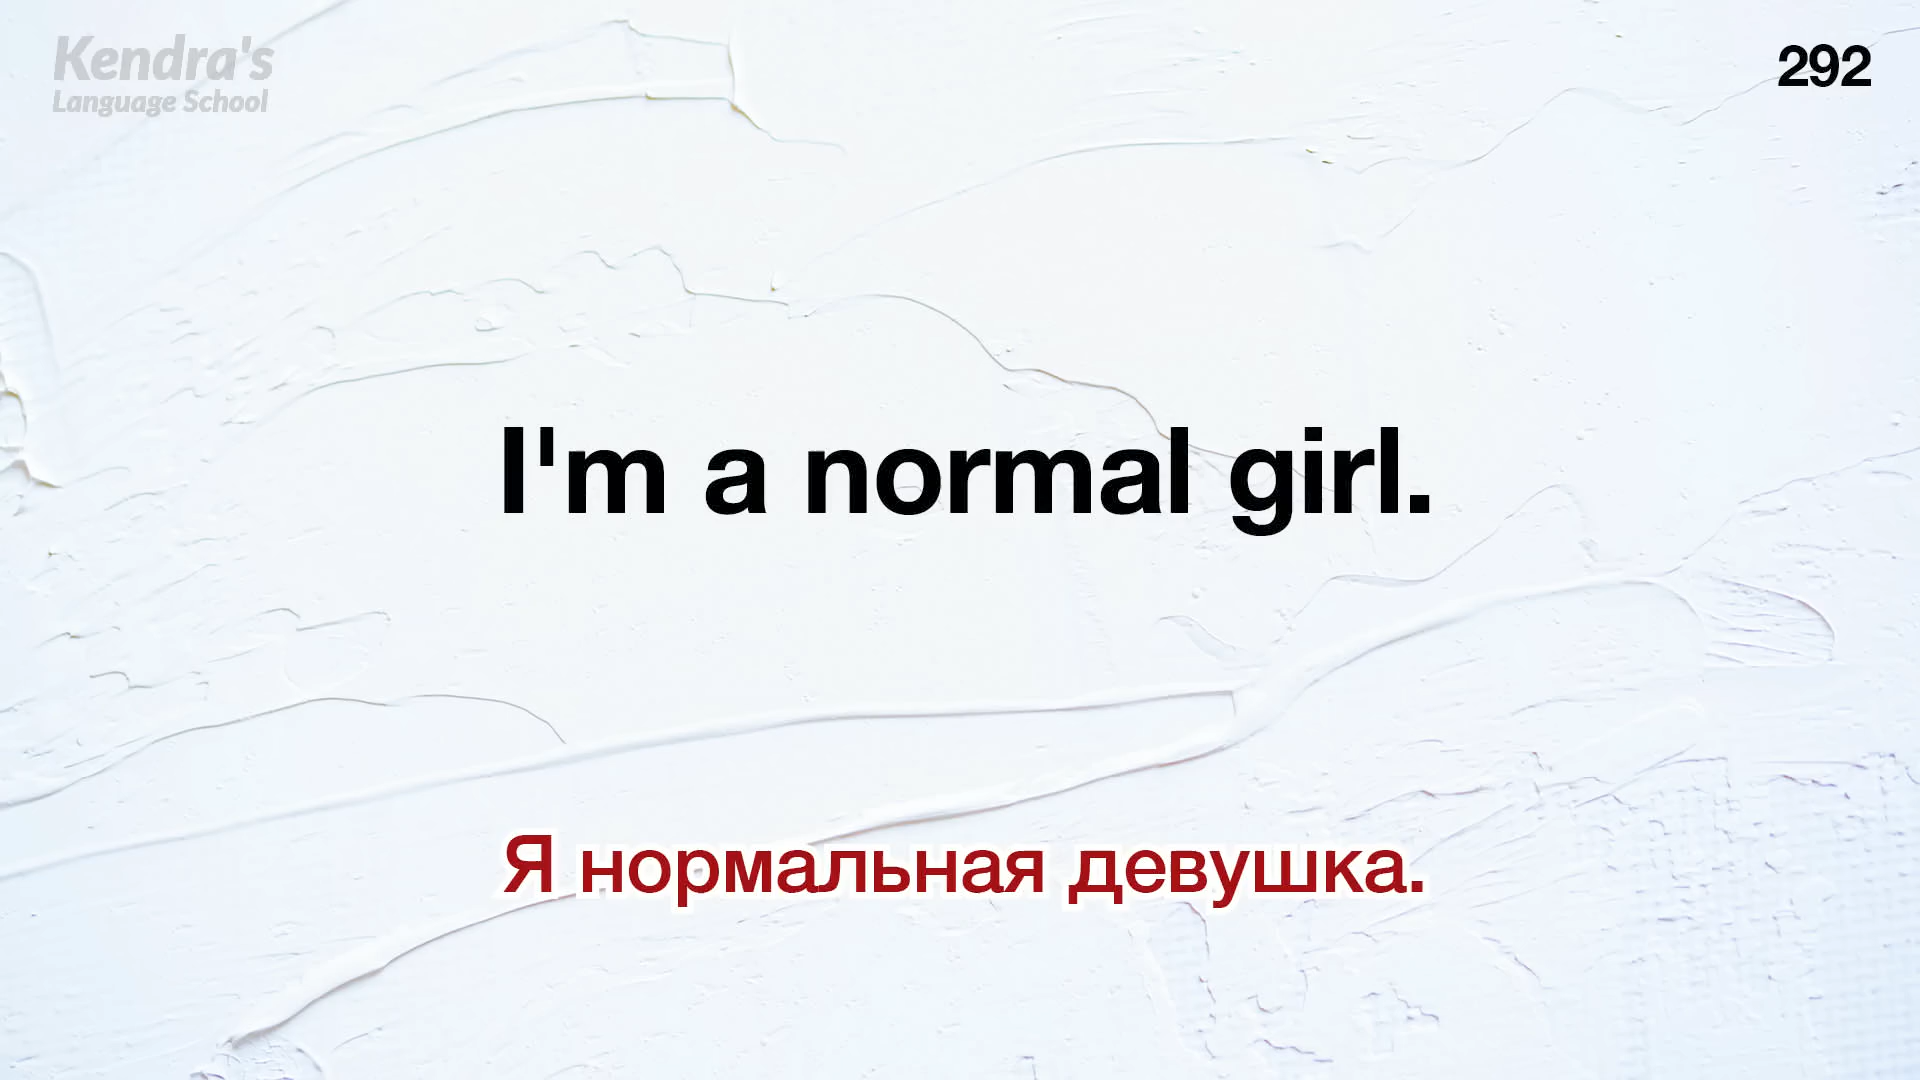 Kendra's
Language School
292
I'm a normal girl.
Я нормальная девушка.